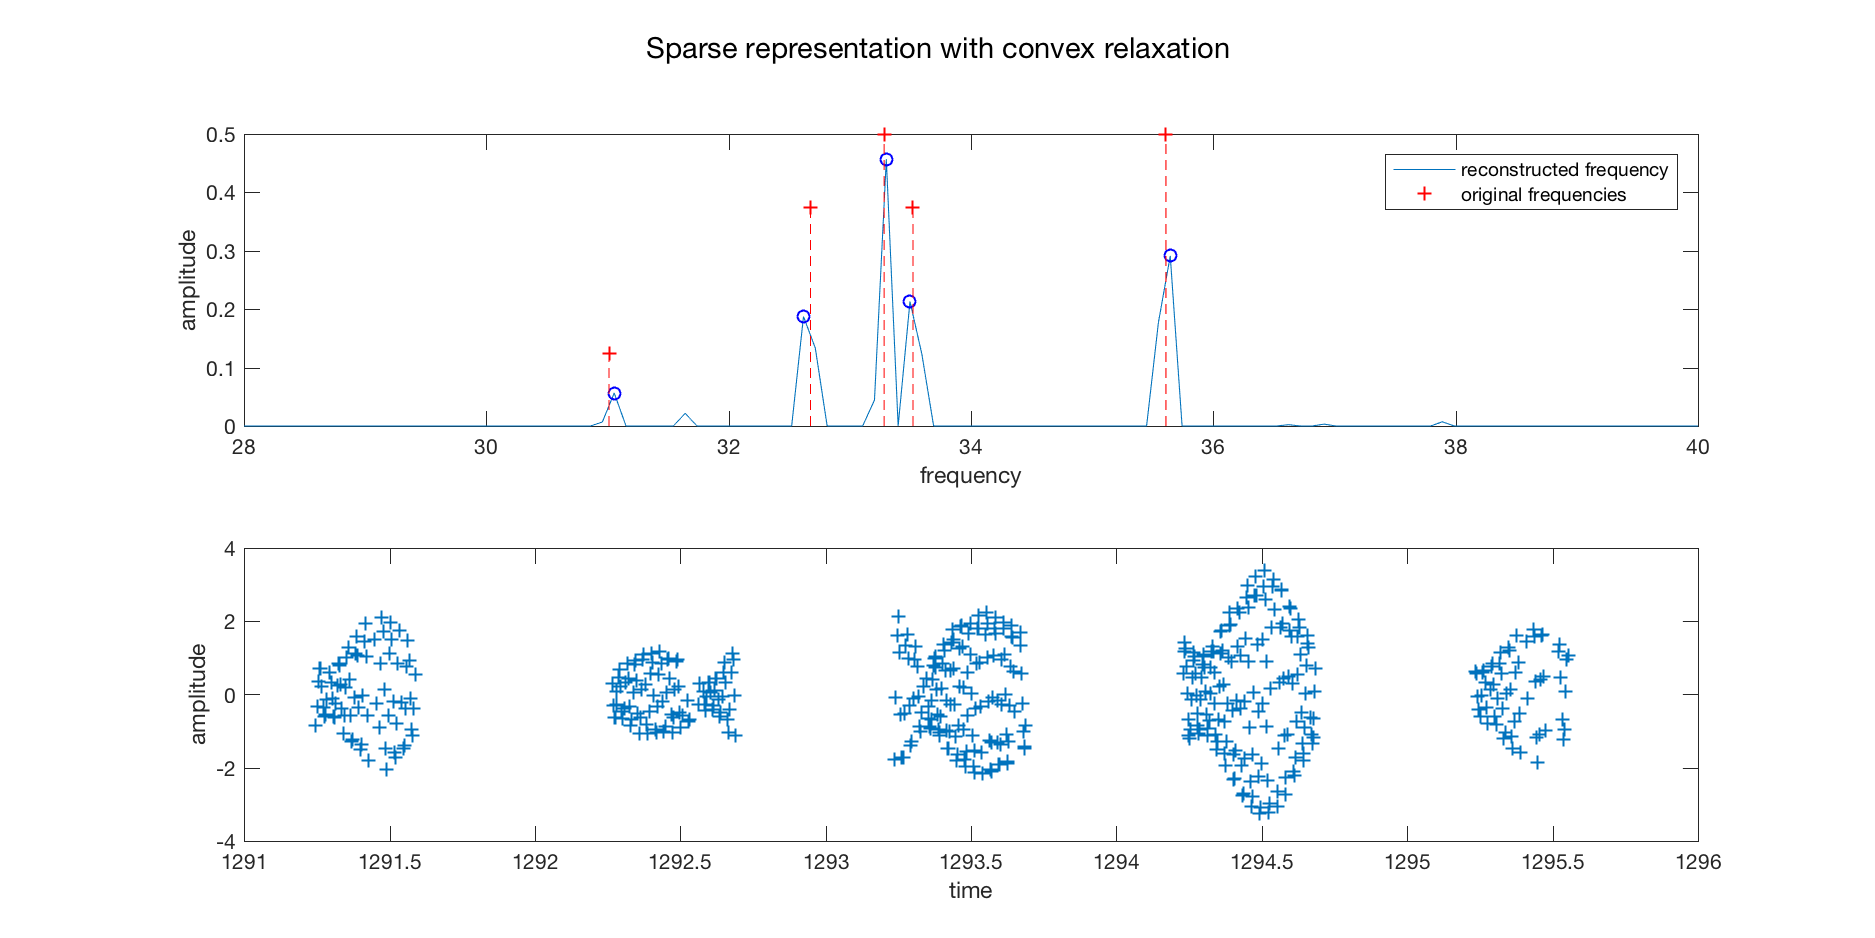 Sparse representation with convex relaxation
0.5
0.4
0.3
0.2
0.1
0
amplitude
reconstructed frequency
original frequencies
28 30 32 34 36 38 40
frequency
4
2
0
-2
-4
amplitude
1291 1291.5 1292 1292.5 1293 1293.5 1294 1294.5 1295 1295.5 1296
time